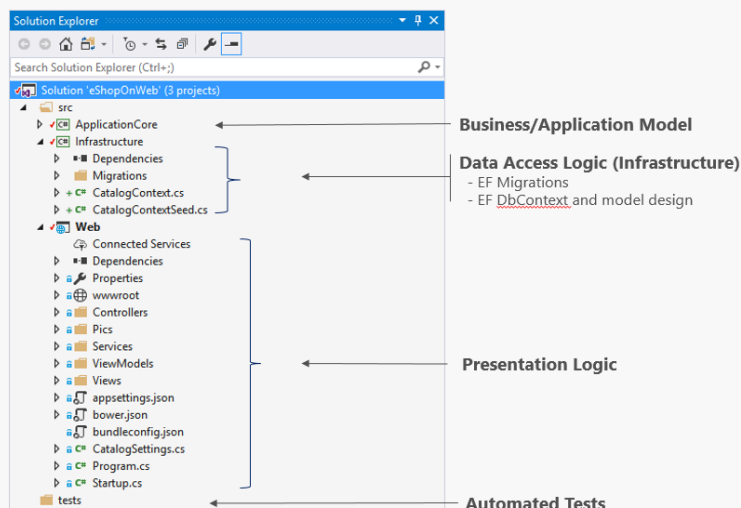 Solution Explorer
Search Solution Explorer (Ctrl+;)
Solution 'eShopOnWeb' (3 projects)
src
C# ApplicationCore
Business/Application Model
C# Infrastructure
Data Access Logic (Infrastructure)
Dependencies
- EF Migrations
Migrations
- EF DbContext and model design
C# CatalogContext.cs
C# CatalogContextSeed.cs
Web
Connected Services
Dependencies
Properties
wwwroot
Controllers
Pics
Services
ViewModels
Presentation Logic
Views
appsettings.json
bower.json
bundleconfig.json
C# CatalogSettings.cs
C# Program.cs
C# Startup.cs
tests
Automated Tests